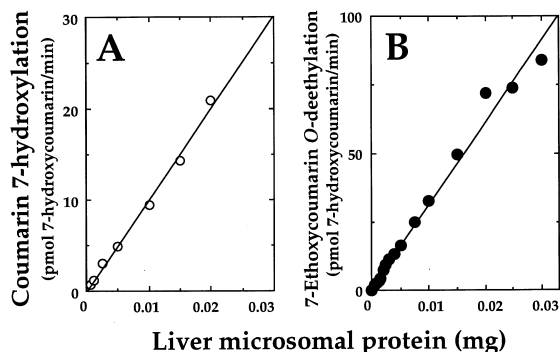 A
Coumarin 7-hydroxylation
(pmol 7-hydroxycoumarin/min)
30
20
10
0
0
0.01
0.02
0.03
B
7-Ethoxycoumarin O-deethylation
(pmol 7-hydroxycoumarin/min)
100
50
0
0
0.01
0.02
0.03
Liver microsomal protein (mg)